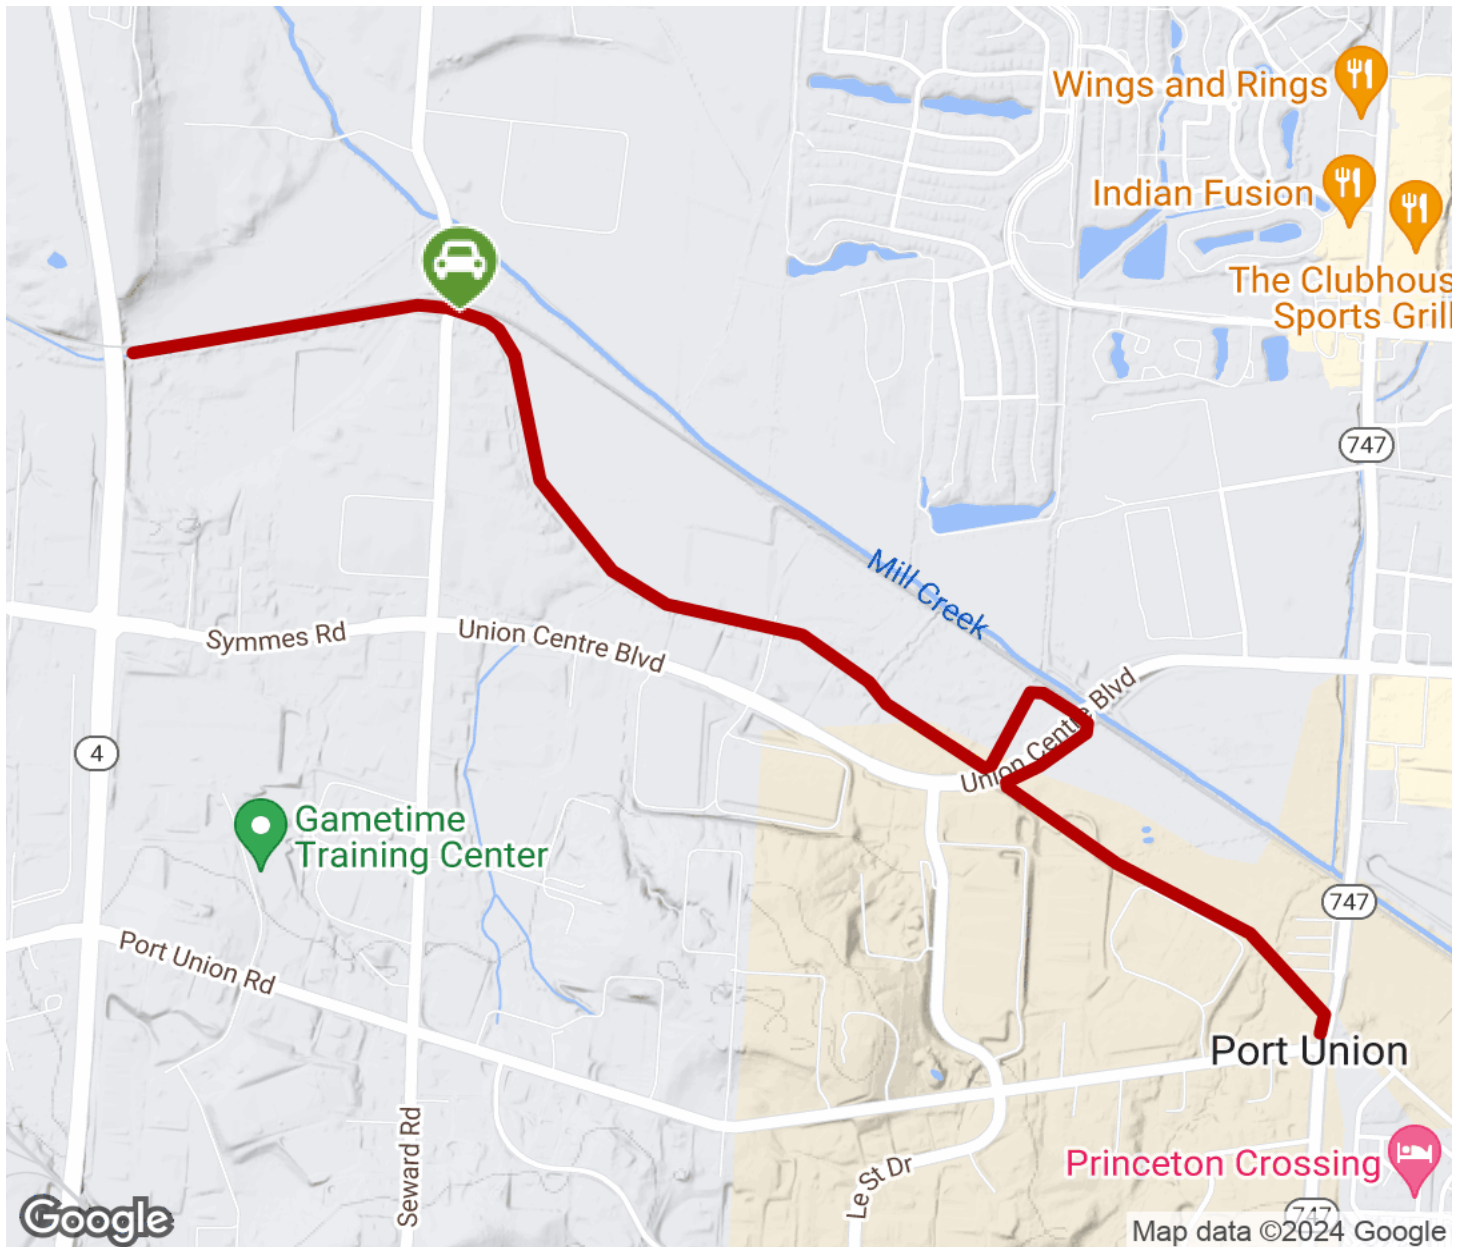 Wings and Rings
Indian Fusion
The Clubhous
Sports Grill
747
Mill Creek
Symmes Rd
Union Centre Blvd
Union Centre Blvd
4
Gametime
Training Center
747
Port Union Rd
Port Union
Seward Rd
Le St Dr
Princeton Crossing
747
Google
Map data ©2024 Google